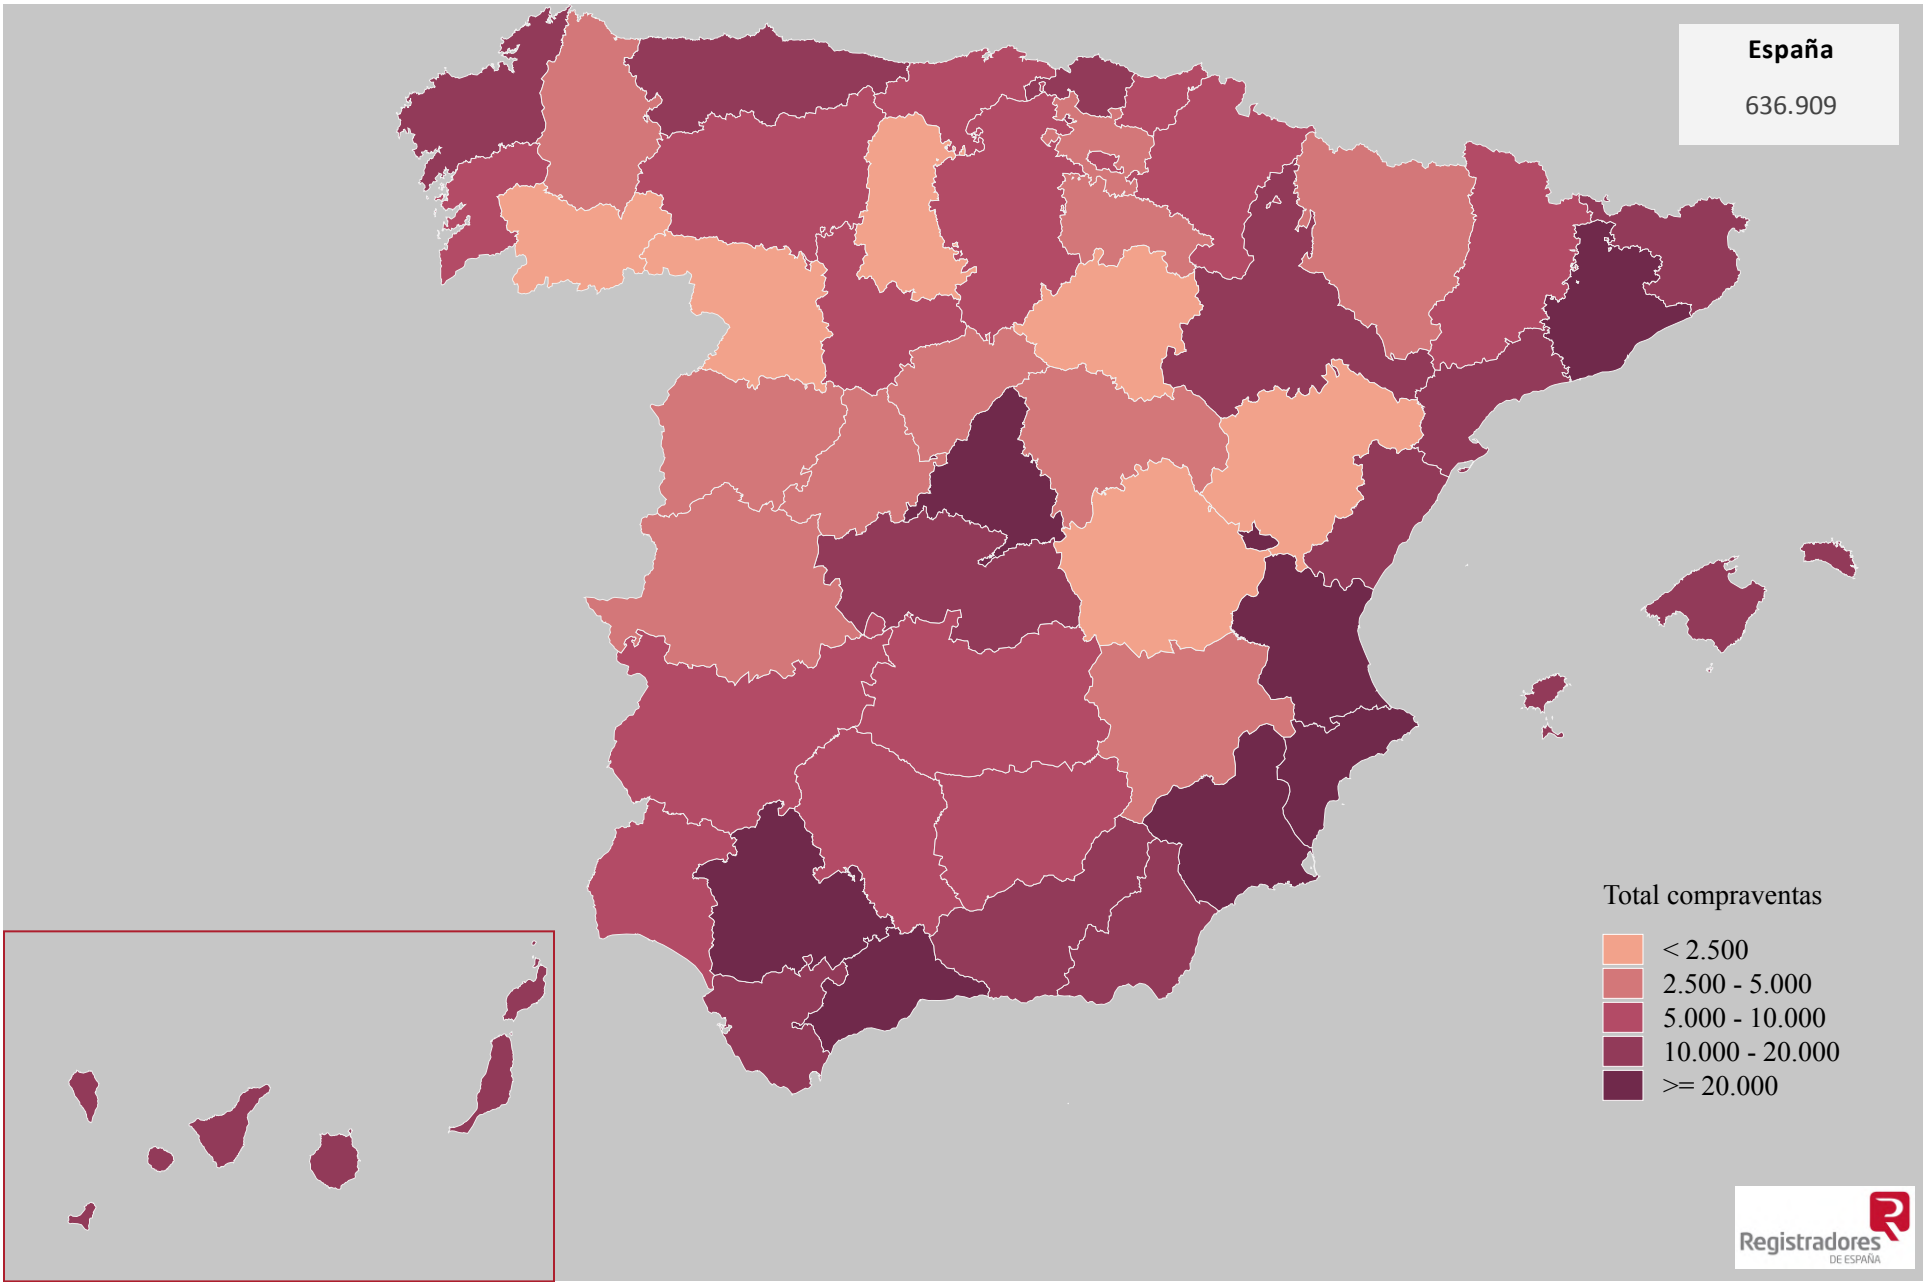 España
636.909
Total compraventas
< 2.500
2.500 - 5.000
5.000 - 10.000
10.000 - 20.000
>= 20.000
Registradores
DE ESPAÑA